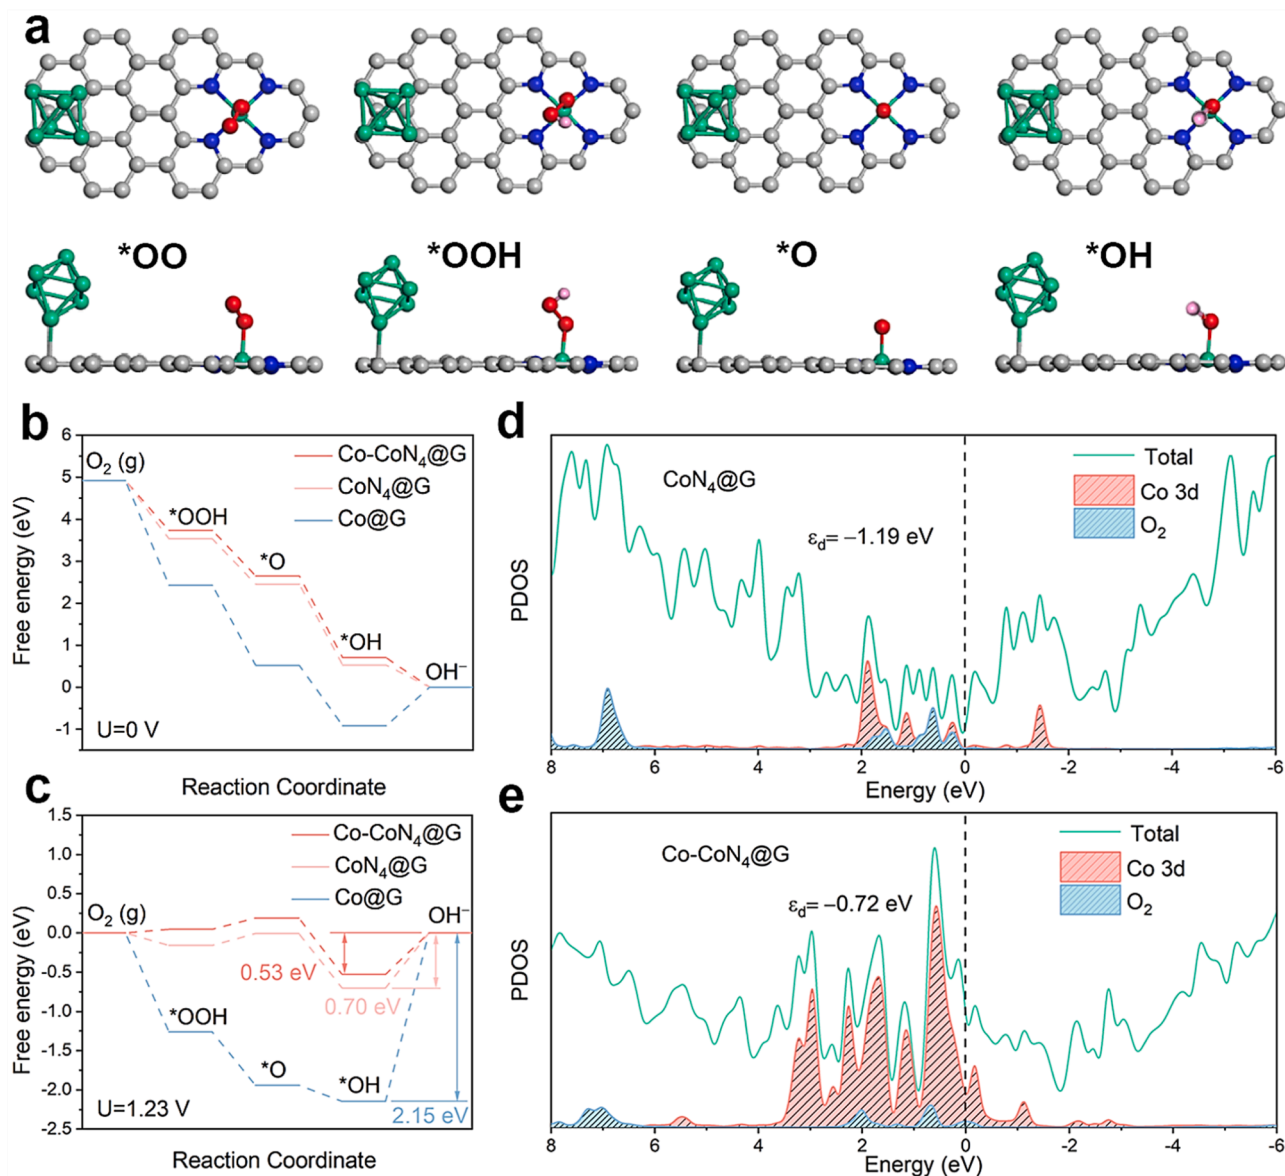 a
*OO
*OOH
*O
*OH
b
6
5
4
3
2
1
0
-1
Free energy (eV)
O₂ (g)
*OOH
*O
*OH
OH⁻
Co-CoN₄@G
CoN₄@G
Co@G
U=0 V
Reaction Coordinate
c
1.5
1.0
0.5
0.0
-0.5
-1.0
-1.5
-2.0
-2.5
Free energy (eV)
Co-CoN₄@G
CoN₄@G
Co@G
O₂ (g)
OH⁻
0.53 eV
0.70 eV
*OOH
*O
*OH
2.15 eV
U=1.23 V
Reaction Coordinate
d
PDOS
CoN₄@G
εd= −1.19 eV
Total
Co 3d
O₂
8 6 4 2 0 -2 -4 -6
Energy (eV)
e
PDOS
Co-CoN₄@G
εd= −0.72 eV
Total
Co 3d
O₂
8 6 4 2 0 -2 -4 -6
Energy (eV)